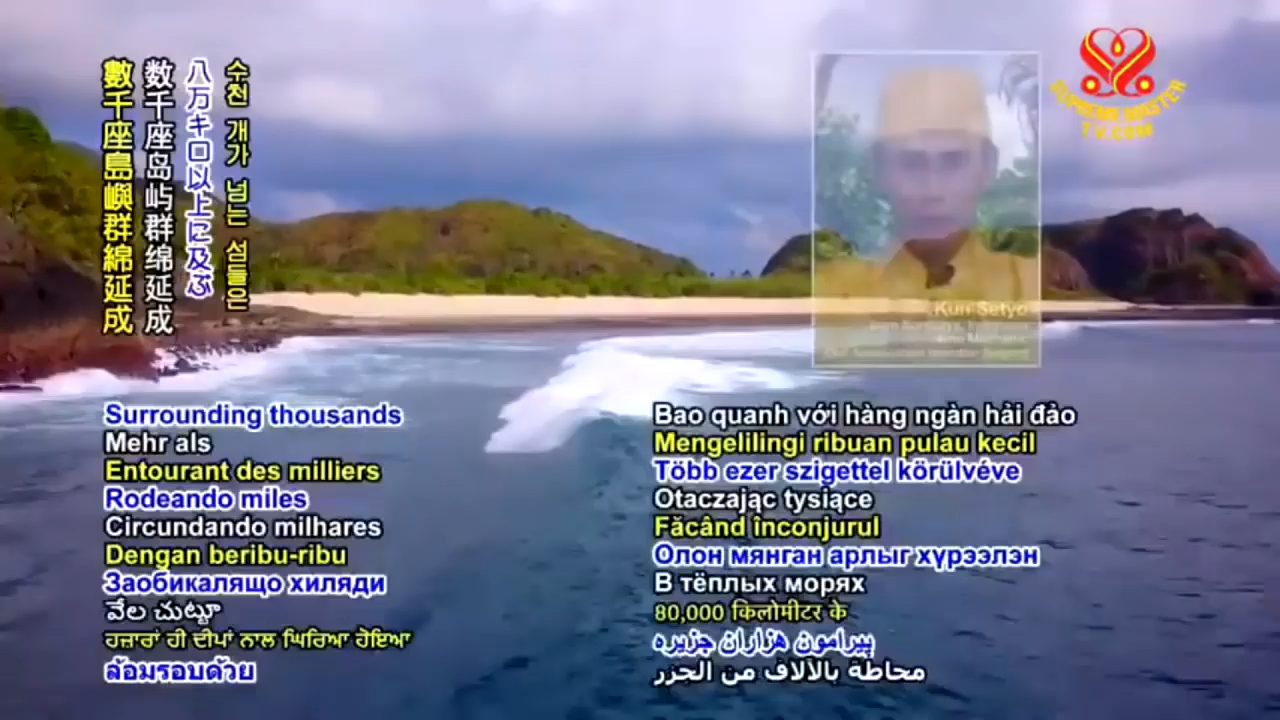 數千座島嶼群綿延成
数千座岛屿群绵延成
八万キロ以上に及ぶ
수천 개가 넘는 섬들은
SUPREME MASTER
TV.COM
Kun Setyo
Surrounding thousands
Mehr als
Entourant des milliers
Rodeando miles
Circundando milhares
Dengan beribu-ribu
Заобикалящо хиляди
వేల చుట్టూ
ਹਜ਼ਾਰਾਂ ਹੀ ਦੀਪਾਂ ਨਾਲ ਘਿਰਿਆ ਹੋਇਆ
ล้อมรอบด้วย
Bao quanh với hàng ngàn hải đảo
Mengelilingi ribuan pulau kecil
Több ezer szigettel körülvéve
Otaczając tysiące
Făcând înconjurul
Олон мянган арлыг хүрээлэн
В тёплых морях
80,000 किलोमीटर के
پیرامون هزاران جزیره
محاطة بالآلاف من الجزر